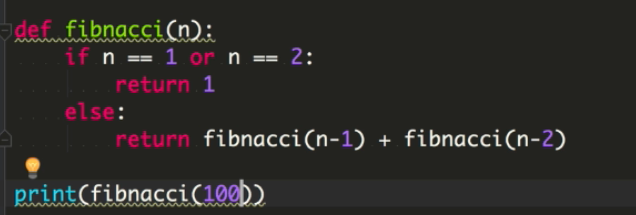 def fibnacci(n):
    if n == 1 or n == 2:
        return 1
    else:
        return fibnacci(n-1) + fibnacci(n-2)
print(fibnacci(100))